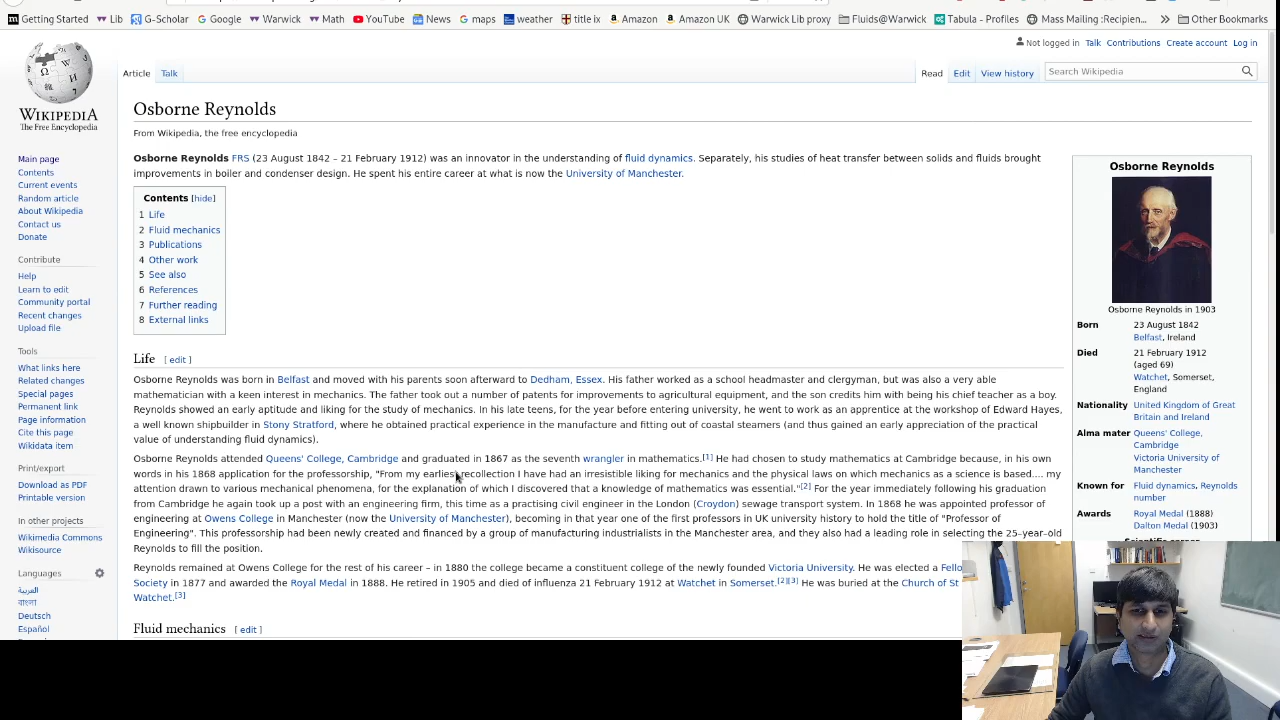 Getting Started Lib G-Scholar Google Warwick Math YouTube News maps weather title ix Amazon Amazon UK Warwick Lib proxy Fluids@Warwick Tabula - Profiles Mass Mailing :Recipien... Other Bookmarks
Not logged in Talk Contributions Create account Log in
Article Talk Read Edit View history Search Wikipedia
WIKIPEDIA
The Free Encyclopedia
Main page
Contents
Current events
Random article
About Wikipedia
Contact us
Donate
Contribute
Help
Learn to edit
Community portal
Recent changes
Upload file
Tools
What links here
Related changes
Special pages
Permanent link
Page information
Cite this page
Wikidata item
Print/export
Download as PDF
Printable version
In other projects
Wikimedia Commons
Wikisource
Languages
العربية
বাংলা
Deutsch
Español
Osborne Reynolds
From Wikipedia, the free encyclopedia
Osborne Reynolds FRS (23 August 1842 – 21 February 1912) was an innovator in the understanding of fluid dynamics. Separately, his studies of heat transfer between solids and fluids brought
improvements in boiler and condenser design. He spent his entire career at what is now the University of Manchester.
Contents [hide]
1 Life
2 Fluid mechanics
3 Publications
4 Other work
5 See also
6 References
7 Further reading
8 External links
Life [ edit ]
Osborne Reynolds was born in Belfast and moved with his parents soon afterward to Dedham, Essex. His father worked as a school headmaster and clergyman, but was also a very able
mathematician with a keen interest in mechanics. The father took out a number of patents for improvements to agricultural equipment, and the son credits him with being his chief teacher as a boy.
Reynolds showed an early aptitude and liking for the study of mechanics. In his late teens, for the year before entering university, he went to work as an apprentice at the workshop of Edward Hayes,
a well known shipbuilder in Stony Stratford, where he obtained practical experience in the manufacture and fitting out of coastal steamers (and thus gained an early appreciation of the practical
value of understanding fluid dynamics).
Osborne Reynolds attended Queens' College, Cambridge and graduated in 1867 as the seventh wrangler in mathematics.[1] He had chosen to study mathematics at Cambridge because, in his own
words in his 1868 application for the professorship, "From my earliest recollection I have had an irresistible liking for mechanics and the physical laws on which mechanics as a science is based.... my
attention drawn to various mechanical phenomena, for the explanation of which I discovered that a knowledge of mathematics was essential."[2] For the year immediately following his graduation
from Cambridge he again took up a post with an engineering firm, this time as a practising civil engineer in the London (Croydon) sewage transport system. In 1868 he was appointed professor of
engineering at Owens College in Manchester (now the University of Manchester), becoming in that year one of the first professors in UK university history to hold the title of "Professor of
Engineering". This professorship had been newly created and financed by a group of manufacturing industrialists in the Manchester area, and they also had a leading role in selecting the 25-year-old
Reynolds to fill the position.
Reynolds remained at Owens College for the rest of his career – in 1880 the college became a constituent college of the newly founded Victoria University. He was elected a Fello
Society in 1877 and awarded the Royal Medal in 1888. He retired in 1905 and died of influenza 21 February 1912 at Watchet in Somerset.[2][3] He was buried at the Church of St
Watchet.[3]
Fluid mechanics [ edit ]
Osborne Reynolds
Osborne Reynolds in 1903
Born 23 August 1842
Belfast, Ireland
Died 21 February 1912
(aged 69)
Watchet, Somerset,
England
Nationality United Kingdom of Great
Britain and Ireland
Alma mater Queens' College,
Cambridge
Victoria University of
Manchester
Known for Fluid dynamics, Reynolds
number
Awards Royal Medal (1888)
Dalton Medal (1903)